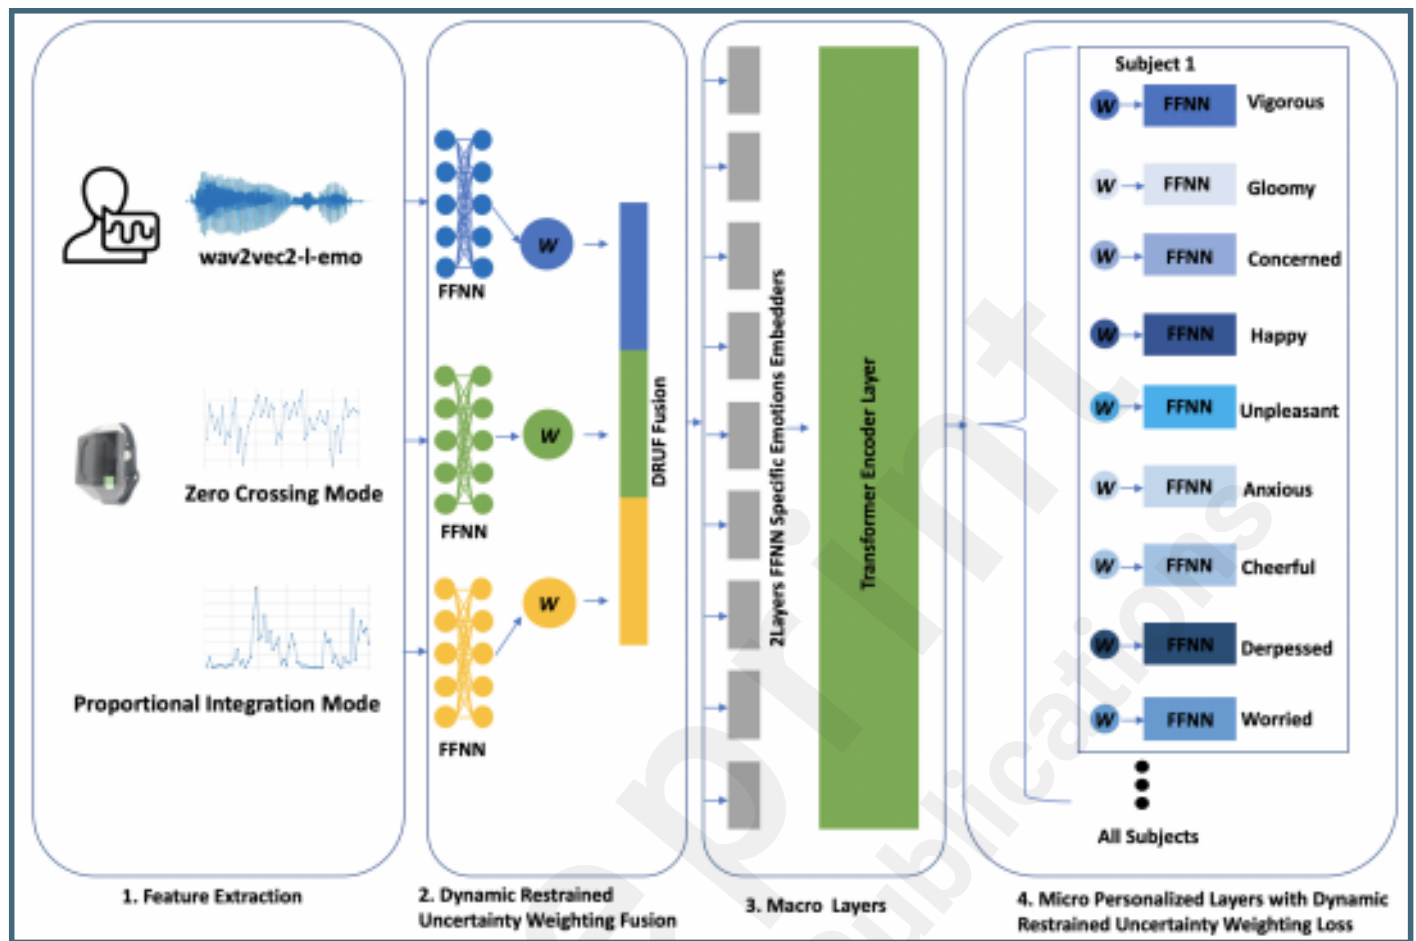 wav2vec2-l-emo
Zero Crossing Mode
Proportional Integration Mode
1. Feature Extraction
FFNN
W
FFNN
W
FFNN
W
DRUF Fusion
2. Dynamic Restrained
Uncertainty Weighting Fusion
2Layers FFNN Specific Emotions Embedders
Transformer Encoder Layer
3. Macro Layers
Subject 1
W FFNN Vigorous
W FFNN Gloomy
W FFNN Concerned
W FFNN Happy
W FFNN Unpleasant
W FFNN Anxious
W FFNN Cheerful
W FFNN Derpessed
W FFNN Worried
All Subjects
4. Micro Personalized Layers with Dynamic
Restrained Uncertainty Weighting Loss
eprint
Publications